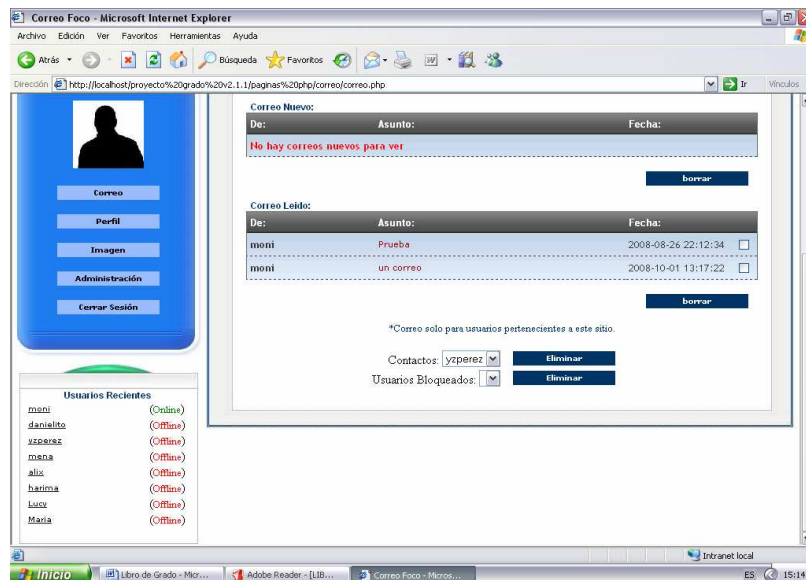 Correo Foco - Microsoft Internet Explorer
Archivo Edición Ver Favoritos Herramientas Ayuda
Atrás Búsqueda Favoritos
Dirección http://localhost/proyecto%20grado%20v2.1.1/paginas%20php/correo/correo.php Ir Vínculos
Correo
Perfil
Imagen
Administración
Cerrar Sesión
Usuarios Recientes
moni (Online)
danielito (Offline)
yzperez (Offline)
mena (Offline)
alix (Offline)
harima (Offline)
Lucy (Offline)
Maria (Offline)
Correo Nuevo:
De: Asunto: Fecha:
No hay correos nuevos para ver
borrar
Correo Leido:
De: Asunto: Fecha:
moni Prueba 2008-08-26 22:12:34
moni un correo 2008-10-01 13:17:22
borrar
*Correo solo para usuarios pertenecientes a este sitio.
Contactos: yzperez Eliminar
Usuarios Bloqueados: Eliminar
Intranet local
Inicio Libro de Grado - Micr... Adobe Reader - [LIB... Correo Foco - Micros... ES 15:14